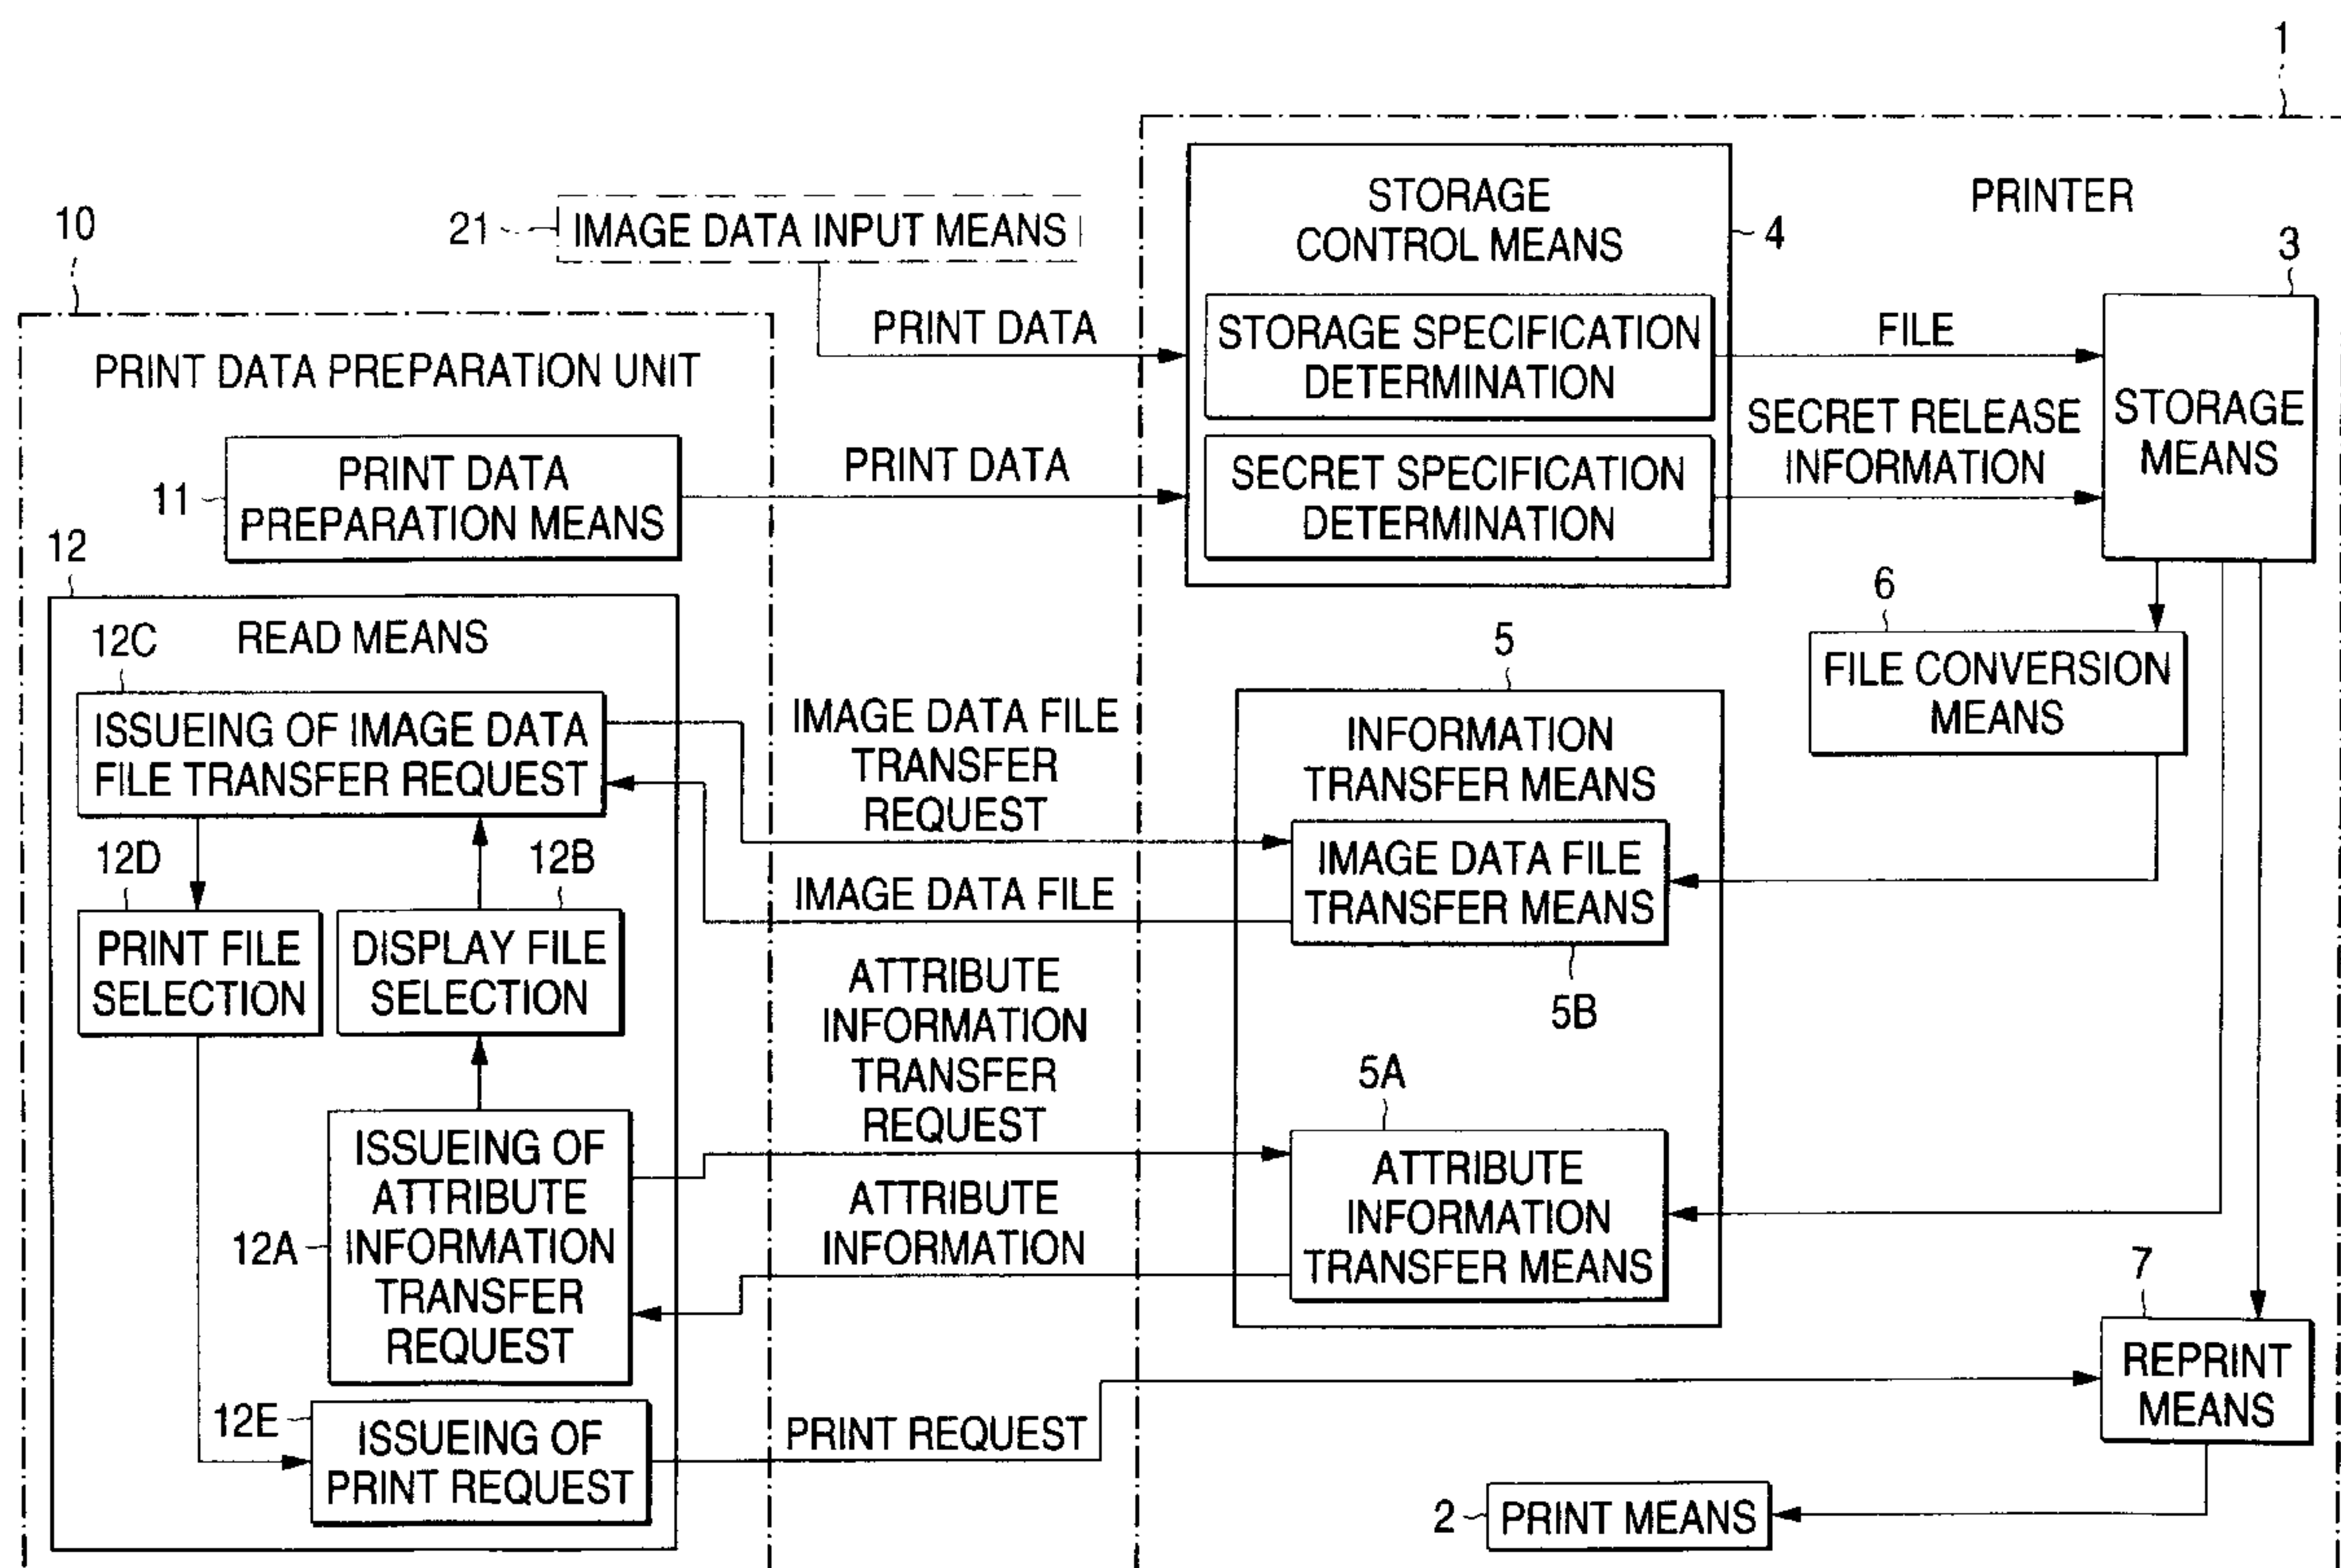 1
PRINTER
STORAGE
CONTROL MEANS
4
STORAGE SPECIFICATION
DETERMINATION
SECRET SPECIFICATION
DETERMINATION
FILE
SECRET RELEASE
INFORMATION
3
STORAGE
MEANS
21
IMAGE DATA INPUT MEANS
PRINT DATA
PRINT DATA
10
PRINT DATA PREPARATION UNIT
11
PRINT DATA
PREPARATION MEANS
12
READ MEANS
12C
ISSUEING OF IMAGE DATA
FILE TRANSFER REQUEST
12D
PRINT FILE
SELECTION
12B
DISPLAY FILE
SELECTION
12A
ISSUEING OF
ATTRIBUTE
INFORMATION
TRANSFER
REQUEST
12E
ISSUEING OF
PRINT REQUEST
IMAGE DATA FILE
TRANSFER
REQUEST
IMAGE DATA FILE
ATTRIBUTE
INFORMATION
TRANSFER
REQUEST
ATTRIBUTE
INFORMATION
PRINT REQUEST
5
INFORMATION
TRANSFER MEANS
IMAGE DATA FILE
TRANSFER MEANS
5B
5A
ATTRIBUTE
INFORMATION
TRANSFER MEANS
6
FILE CONVERSION
MEANS
7
REPRINT
MEANS
2
PRINT MEANS